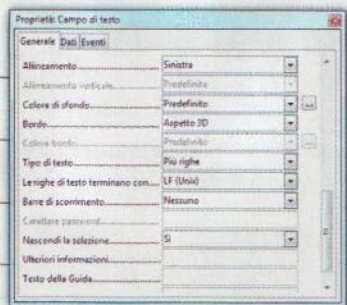 Proprietà: Campo di testo
Generale Dati Eventi
Allineamento Sinistra
Allineamento verticale Predefinito
Colore di sfondo Predefinito ...
Bordo Aspetto 3D
Colore bordo Predefinito ...
Tipo di testo Più righe
Le righe di testo terminano con LF (Unix)
Barre di scorrimento Nessuno
Carattere password
Nascondi la selezione Sì
Ulteriori informazioni
Testo della Guida